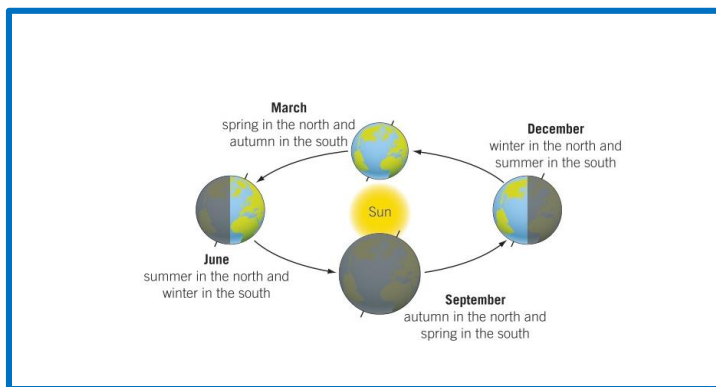 March
spring in the north and
autumn in the south
December
winter in the north and
summer in the south
Sun
June
summer in the north and
winter in the south
September
autumn in the north and
spring in the south